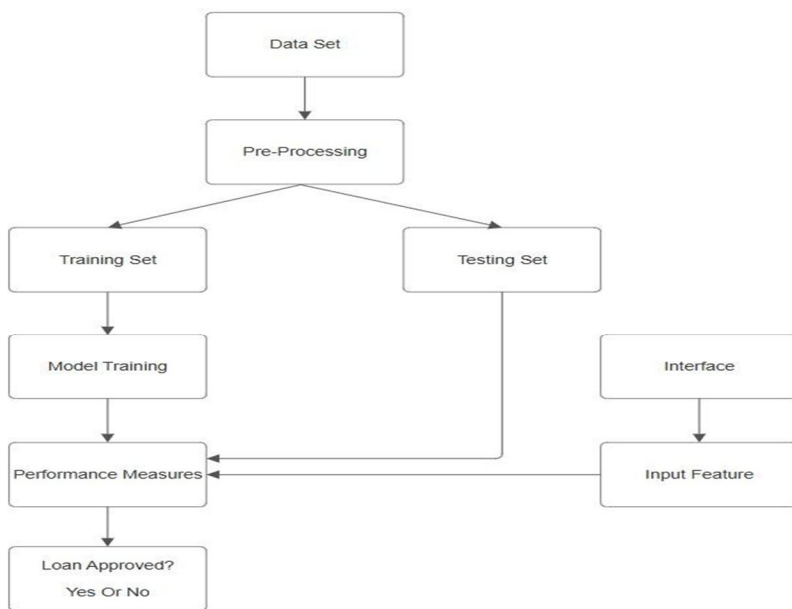 Data Set
Pre-Processing
Training Set
Testing Set
Model Training
Interface
Performance Measures
Input Feature
Loan Approved?
Yes Or No